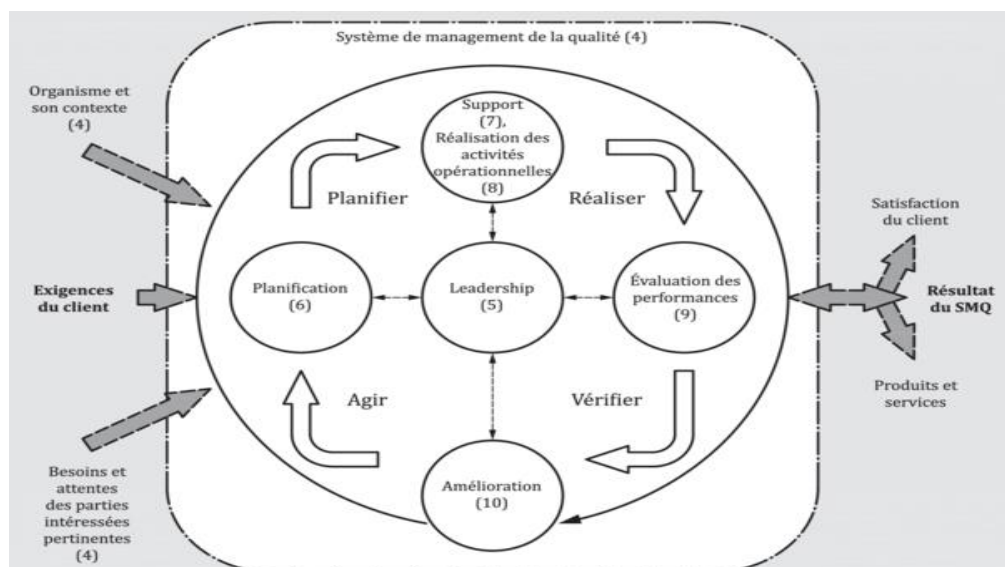 Système de management de la qualité (4)
Organisme et
son contexte
(4)
Support
(7),
Réalisation des
activités
opérationnelles
(8)
Planifier
Réaliser
Satisfaction
du client
Exigences
du client
Planification
(6)
Leadership
(5)
Évaluation des
performances
(9)
Résultat
du SMQ
Agir
Vérifier
Produits et
services
Besoins et
attentes
des parties
intéressées
pertinentes
(4)
Amélioration
(10)